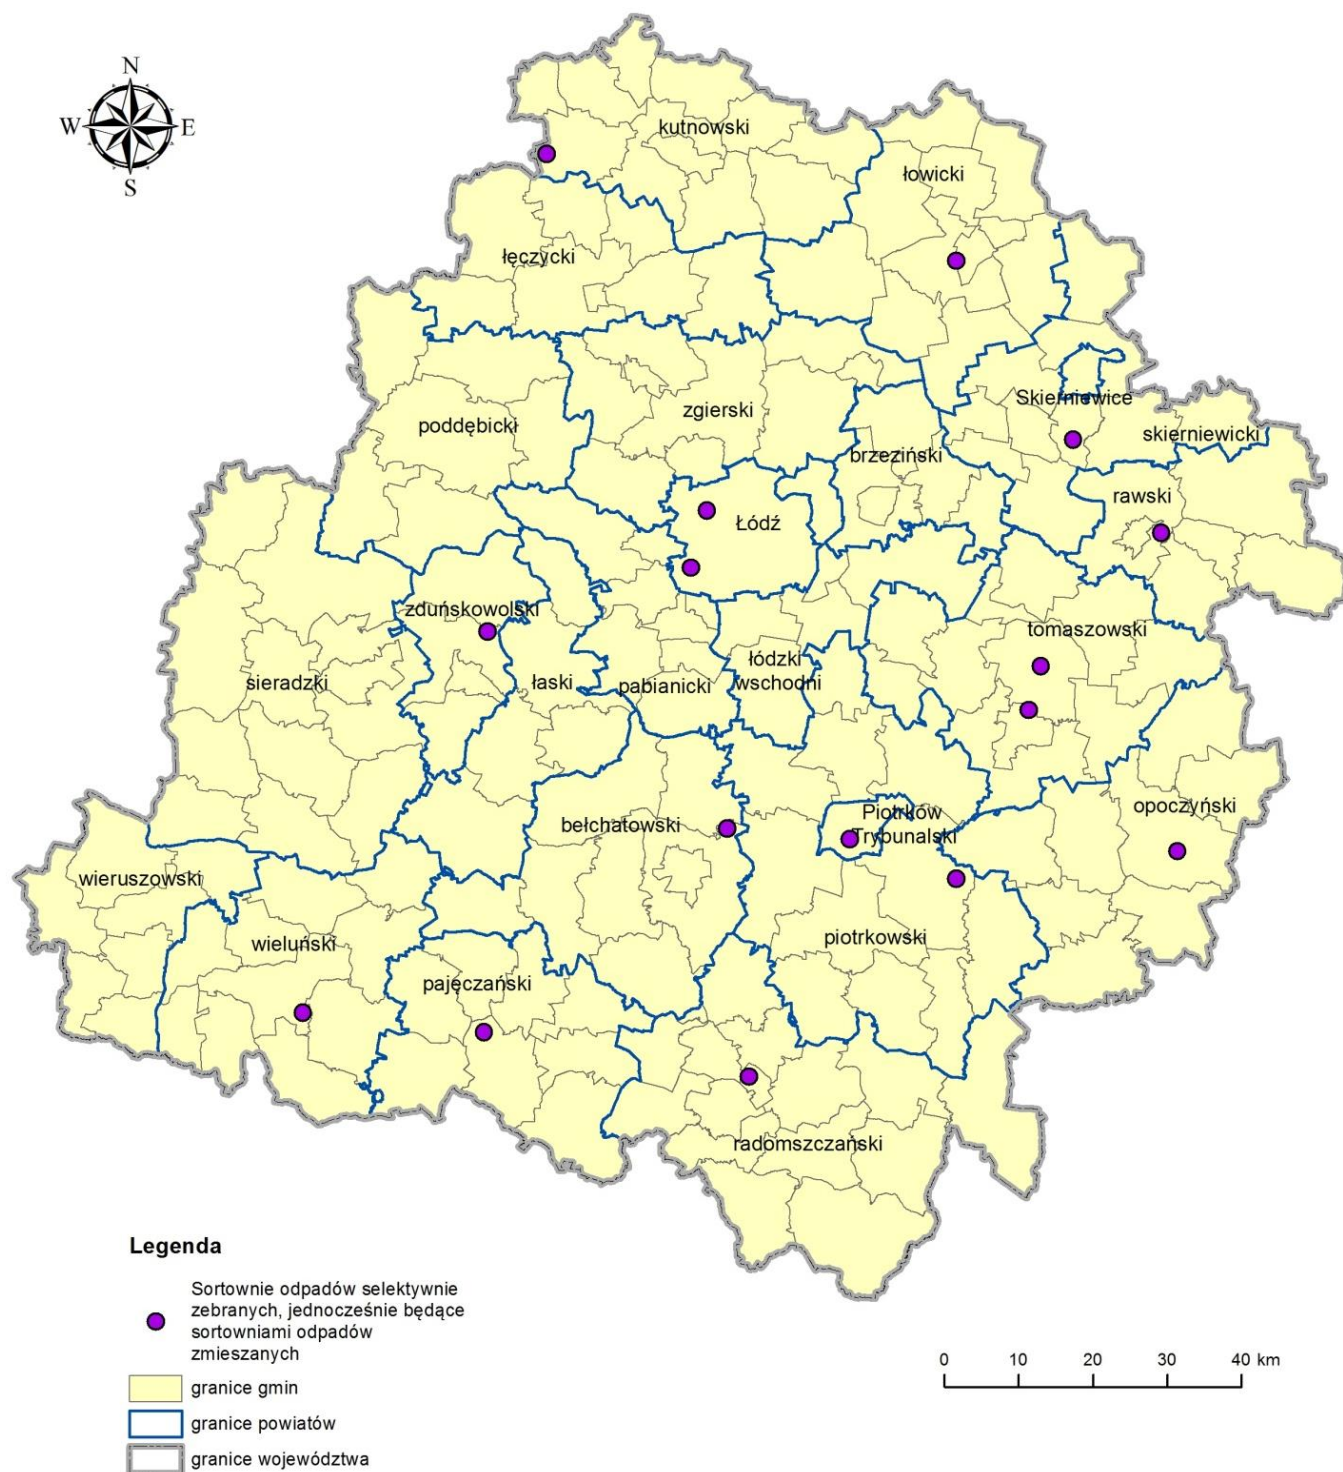 N
W E
S
kutnowski
łowicki
łęczycki
zgierski
Skierniewice
poddębicki
skierniewicki
brzeziński
rawski
Łódź
zduńskowolski
tomaszowski
sieradzki
łaski
pabianicki
łódzki
wschodni
opoczyński
bełchatowski
Piotrków
Trybunalski
wieruszowski
wieluński
piotrkowski
pajęczański
radomszczański
Legenda
Sortownie odpadów selektywnie
zebranych, jednocześnie będące
sortowniami odpadów
zmieszanych
granice gmin
granice powiatów
granice województwa
0 10 20 30 40 km